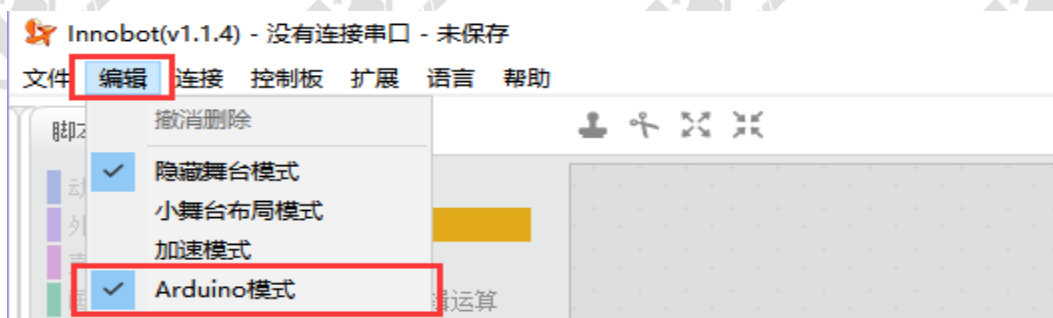 Innobot(v1.1.4) - 没有连接串口 - 未保存
文件 编辑 连接 控制板 扩展 语言 帮助
撤消删除
隐藏舞台模式
小舞台布局模式
加速模式
Arduino模式
运算